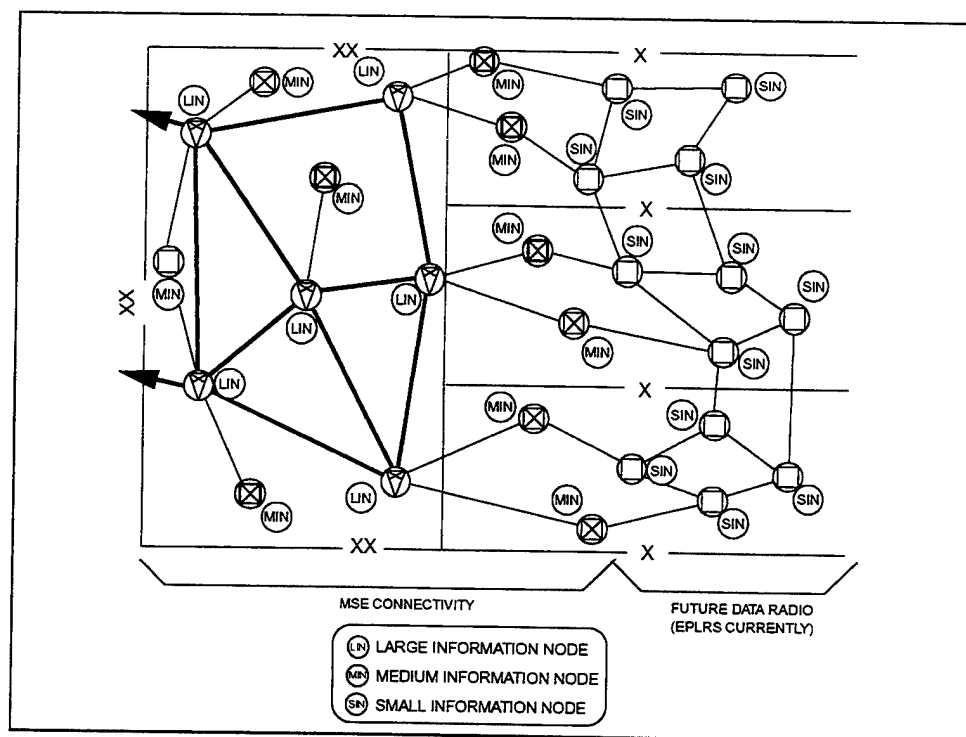 XX
X
LIN
MIN
MIN
SIN
LIN
SIN
SIN
MIN
SIN
MIN
X
MIN
SIN
SIN
SIN
MIN
LIN
XX
LIN
MIN
SIN
LIN
X
MIN
SIN
SIN
LIN
MIN
SIN
MIN
SIN
XX
X
MSE CONNECTIVITY
FUTURE DATA RADIO
(EPLRS CURRENTLY)
LIN LARGE INFORMATION NODE
MIN MEDIUM INFORMATION NODE
SIN SMALL INFORMATION NODE